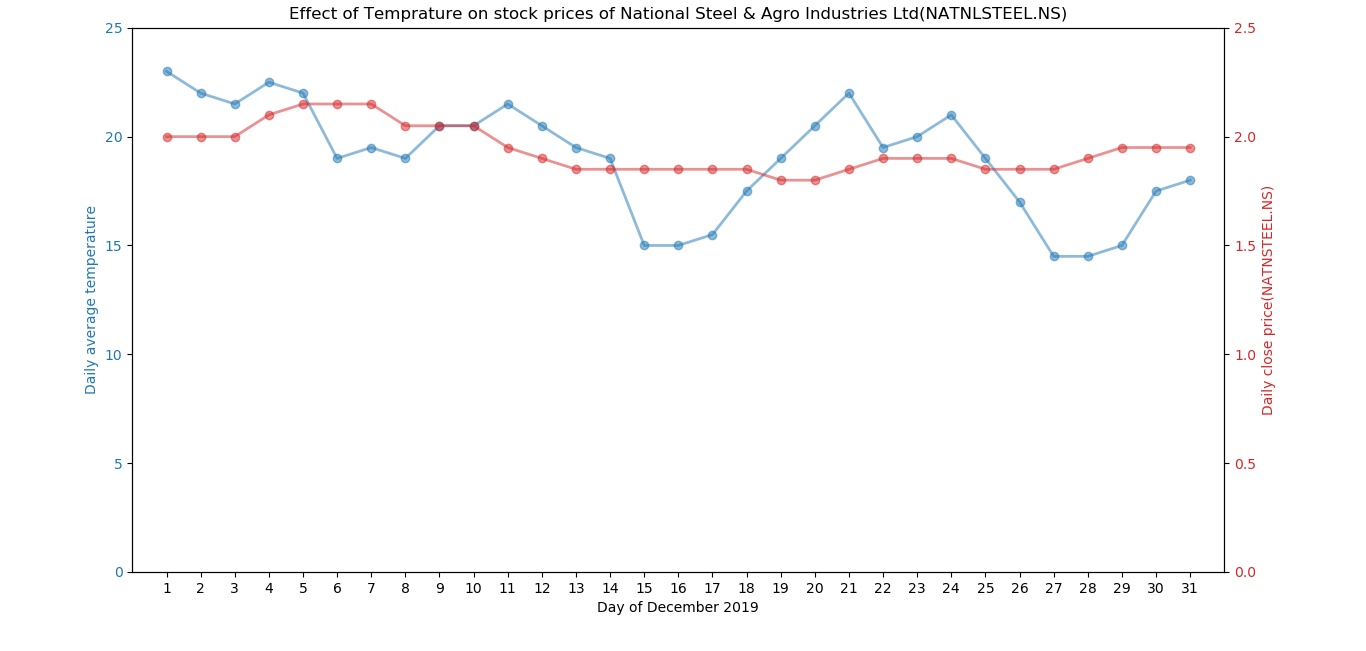 Effect of Temprature on stock prices of National Steel & Agro Industries Ltd(NATNLSTEEL.NS)
25
20
15
10
5
0
Daily average temperature
2.5
2.0
1.5
1.0
0.5
0.0
Daily close price(NATNSTEEL.NS)
1 2 3 4 5 6 7 8 9 10 11 12 13 14 15 16 17 18 19 20 21 22 23 24 25 26 27 28 29 30 31
Day of December 2019